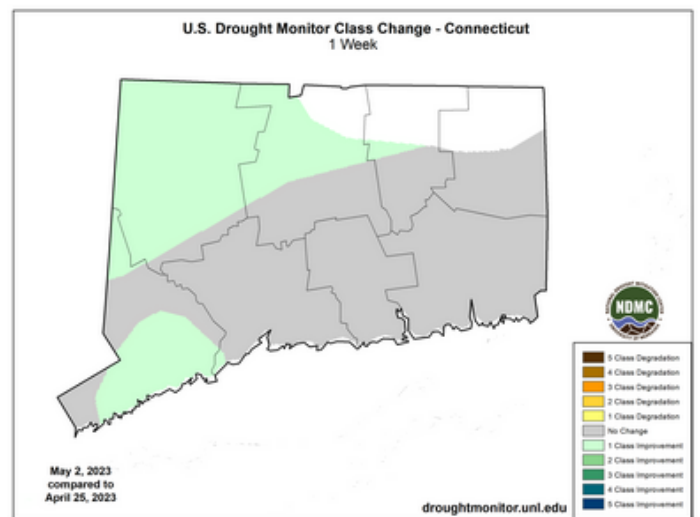 U.S. Drought Monitor Class Change - Connecticut
1 Week
NDMC
5 Class Degradation
4 Class Degradation
3 Class Degradation
2 Class Degradation
1 Class Degradation
No Change
1 Class Improvement
2 Class Improvement
3 Class Improvement
4 Class Improvement
5 Class Improvement
May 2, 2023
compared to
April 25, 2023
droughtmonitor.unl.edu